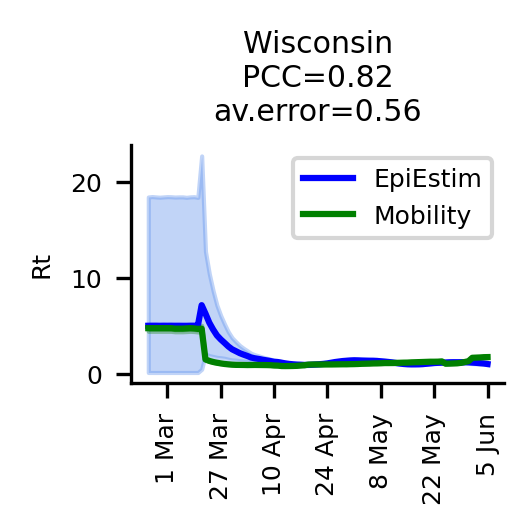 Wisconsin
PCC=0.82
av.error=0.56
EpiEstim
Mobility
Rt
20
10
0
1 Mar
27 Mar
10 Apr
24 Apr
8 May
22 May
5 Jun